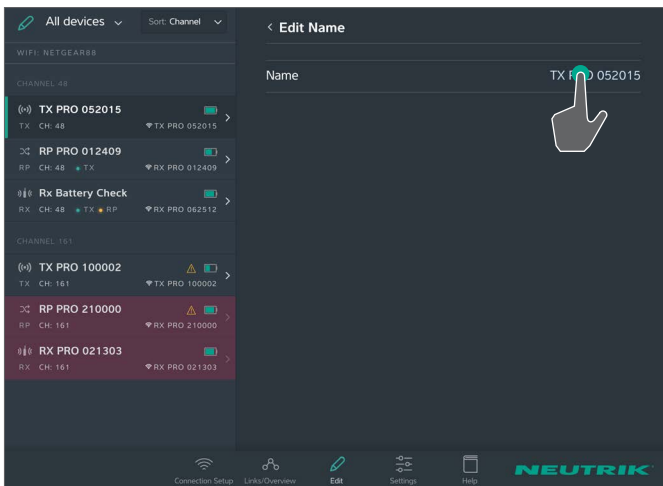 All devices
Sort: Channel
WIFI: NETGEAR88
CHANNEL 48
TX PRO 052015
TX CH: 48 TX PRO 052015
RP PRO 012409
RP CH: 48 TX RX PRO 012409
Rx Battery Check
RX CH: 48 TX RP RX PRO 062512
CHANNEL 161
TX PRO 100002
TX CH: 161 TX PRO 100002
RP PRO 210000
RP CH: 161 RX PRO 210000
RX PRO 021303
RX CH: 161 RX PRO 021303
< Edit Name
Name TX PRO 052015
Connection Setup
Links/Overview
Edit
Settings
Help
NEUTRIK